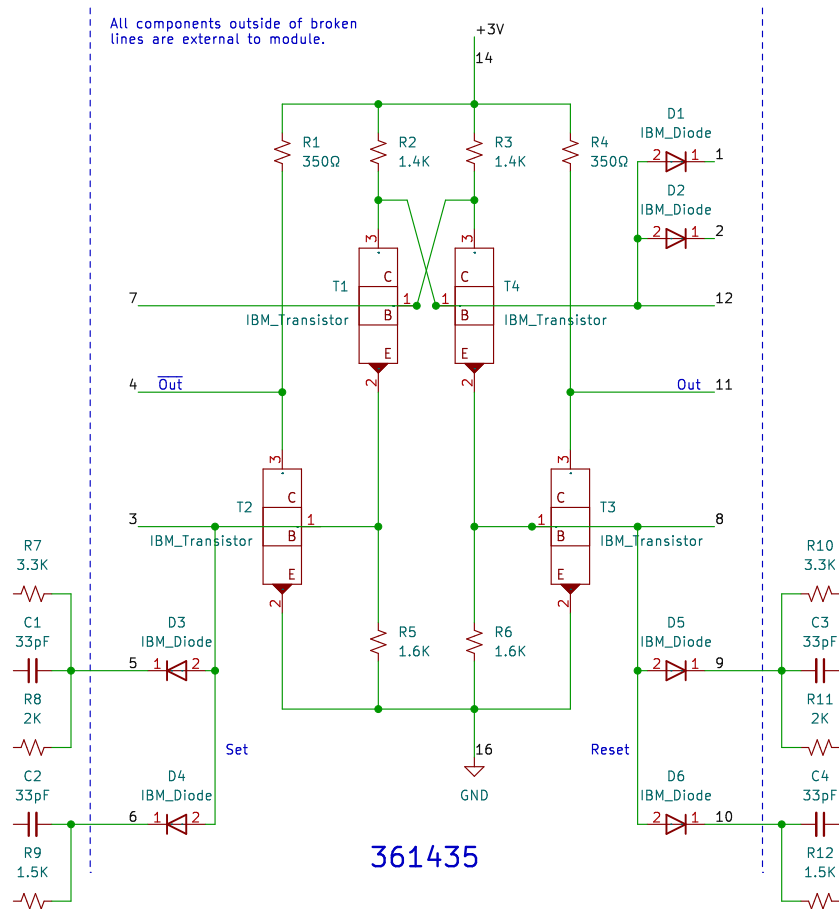 All components outside of broken
lines are external to module.
+3V
14
D1
IBM_Diode
2 1 1
R1
350Ω
R2
1.4K
R3
1.4K
R4
350Ω
D2
IBM_Diode
2 1 2
3
C
B
E
2
1
T1
IBM_Transistor
3
C
B
E
2
1
T4
IBM_Transistor
7
12
4
Out
Out
11
3
C
B
E
2
1
T2
IBM_Transistor
3
C
B
E
2
1
T3
IBM_Transistor
3
8
R7
3.3K
R10
3.3K
C1
33pF
D3
IBM_Diode
5 1 2
R5
1.6K
R6
1.6K
D5
IBM_Diode
2 1 9
C3
33pF
R8
2K
R11
2K
Set
16
Reset
GND
C2
33pF
D4
IBM_Diode
6 1 2
D6
IBM_Diode
2 1 10
C4
33pF
R9
1.5K
361435
R12
1.5K